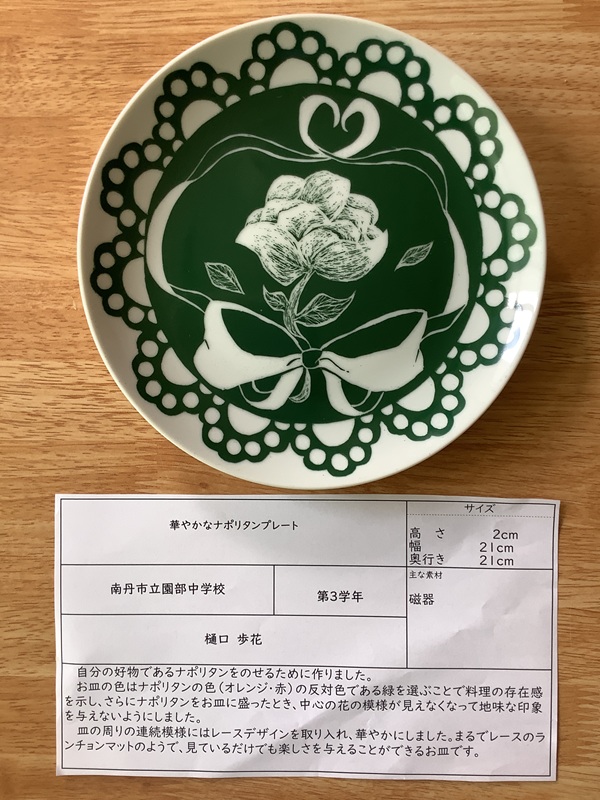 華やかなナポリタンプレート
サイズ
高さ 2cm
幅 21cm
奥行き 21cm
主な素材
磁器
南丹市立園部中学校
第3学年
樋口 歩花
自分の好物であるナポリタンをのせるために作りました。
お皿の色はナポリタンの色(オレンジ・赤)の反対色である緑を選ぶことで料理の存在感
を示し、さらにナポリタンをお皿に盛ったとき、中心の花の模様が見えなくなって地味な印象
を与えないようにしました。
皿の周りの連続模様にはレースデザインを取り入れ、華やかにしました。まるでレースのラ
ンチョンマットのようで、見ているだけでも楽しさを与えることができるお皿です。